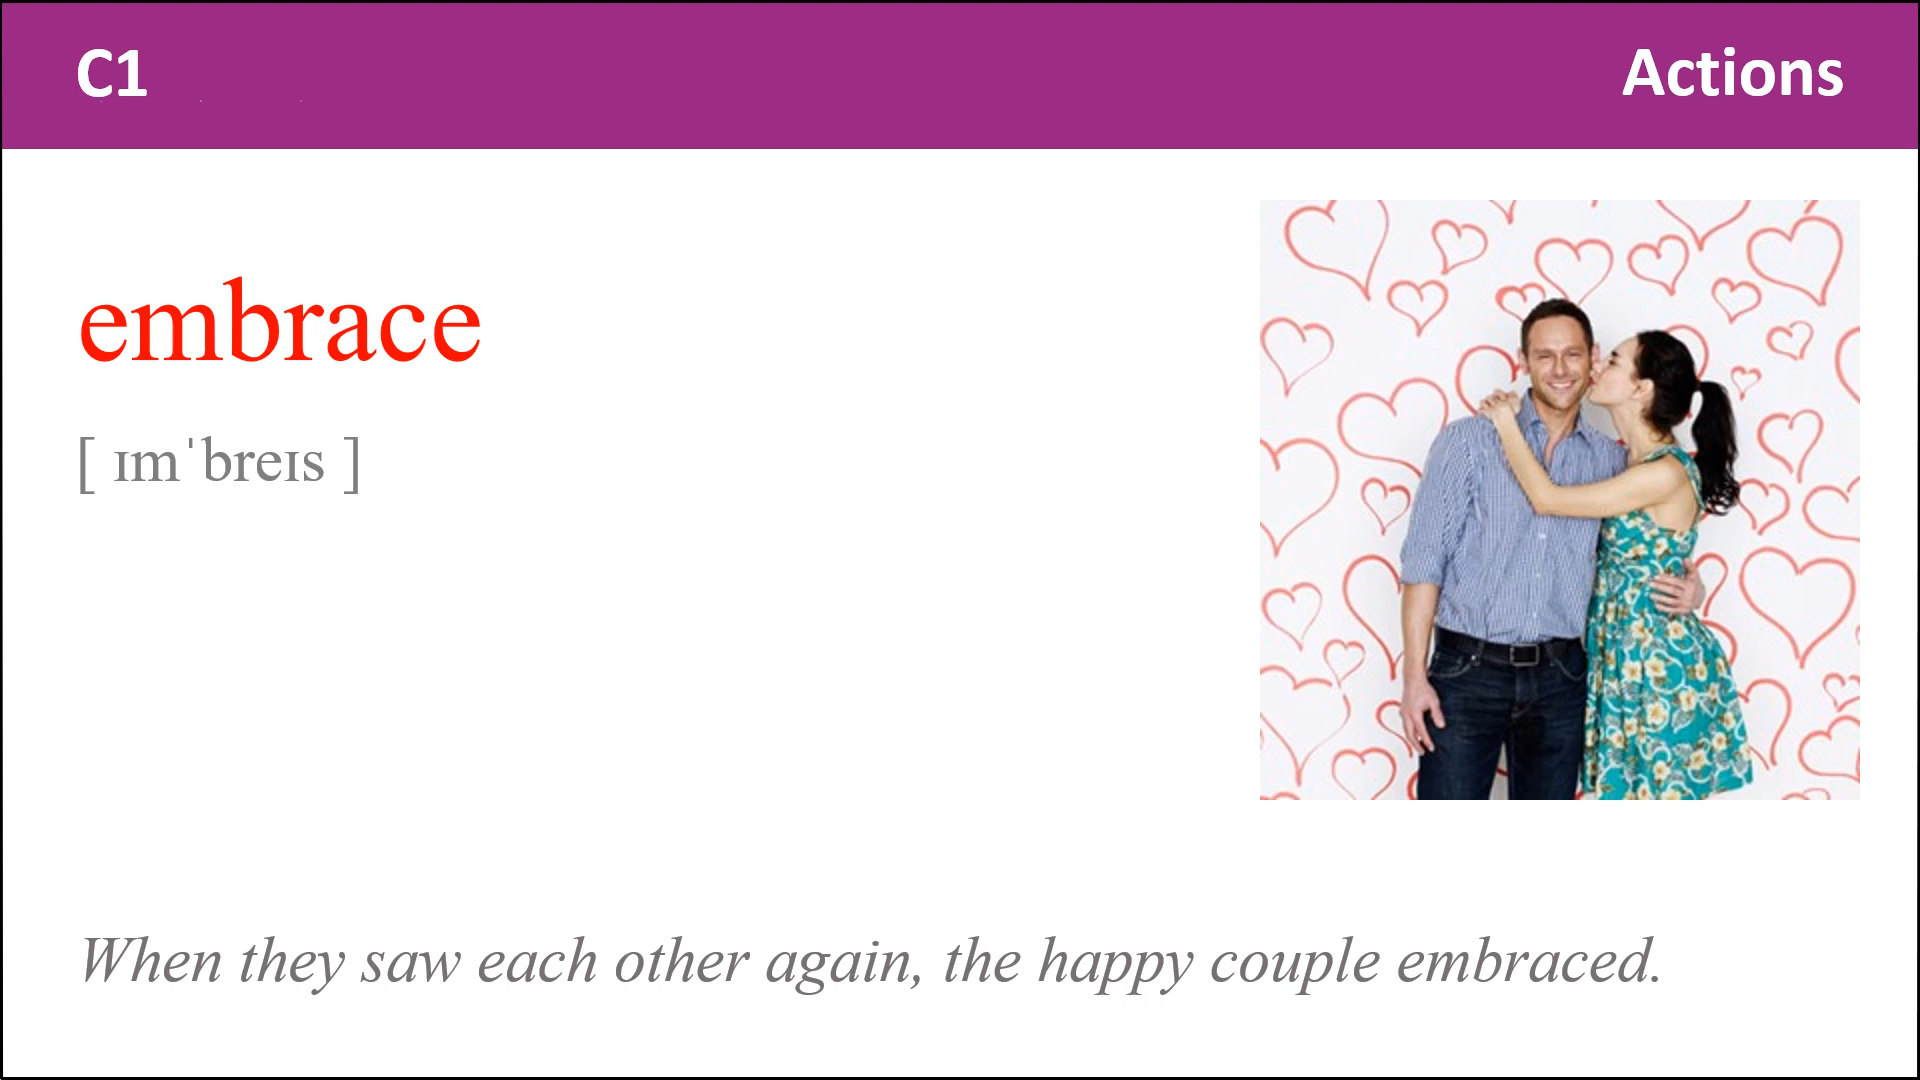 C1
Actions
embrace
[ ɪmˈbreɪs ]
When they saw each other again, the happy couple embraced.